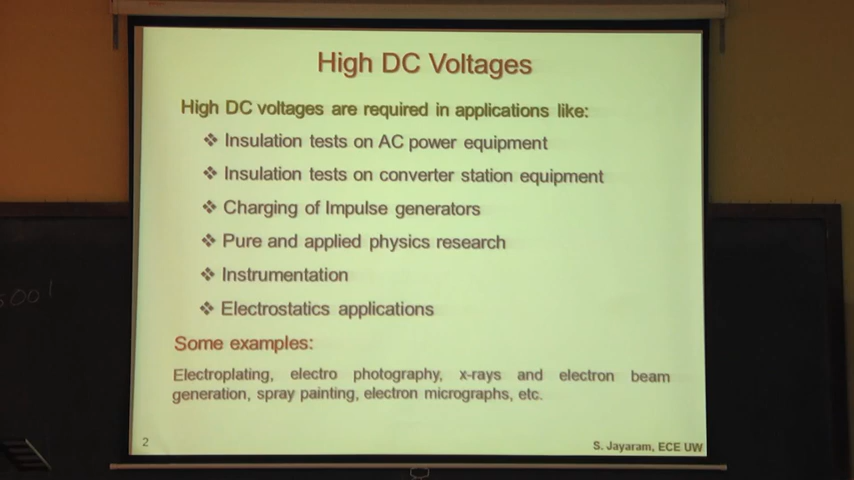 High DC Voltages
High DC voltages are required in applications like:
❖ Insulation tests on AC power equipment
❖ Insulation tests on converter station equipment
❖ Charging of Impulse generators
❖ Pure and applied physics research
❖ Instrumentation
❖ Electrostatics applications
Some examples:
Electroplating, electro photography, x-rays and electron beam
generation, spray painting, electron micrographs, etc.
2
S. Jayaram, ECE UW